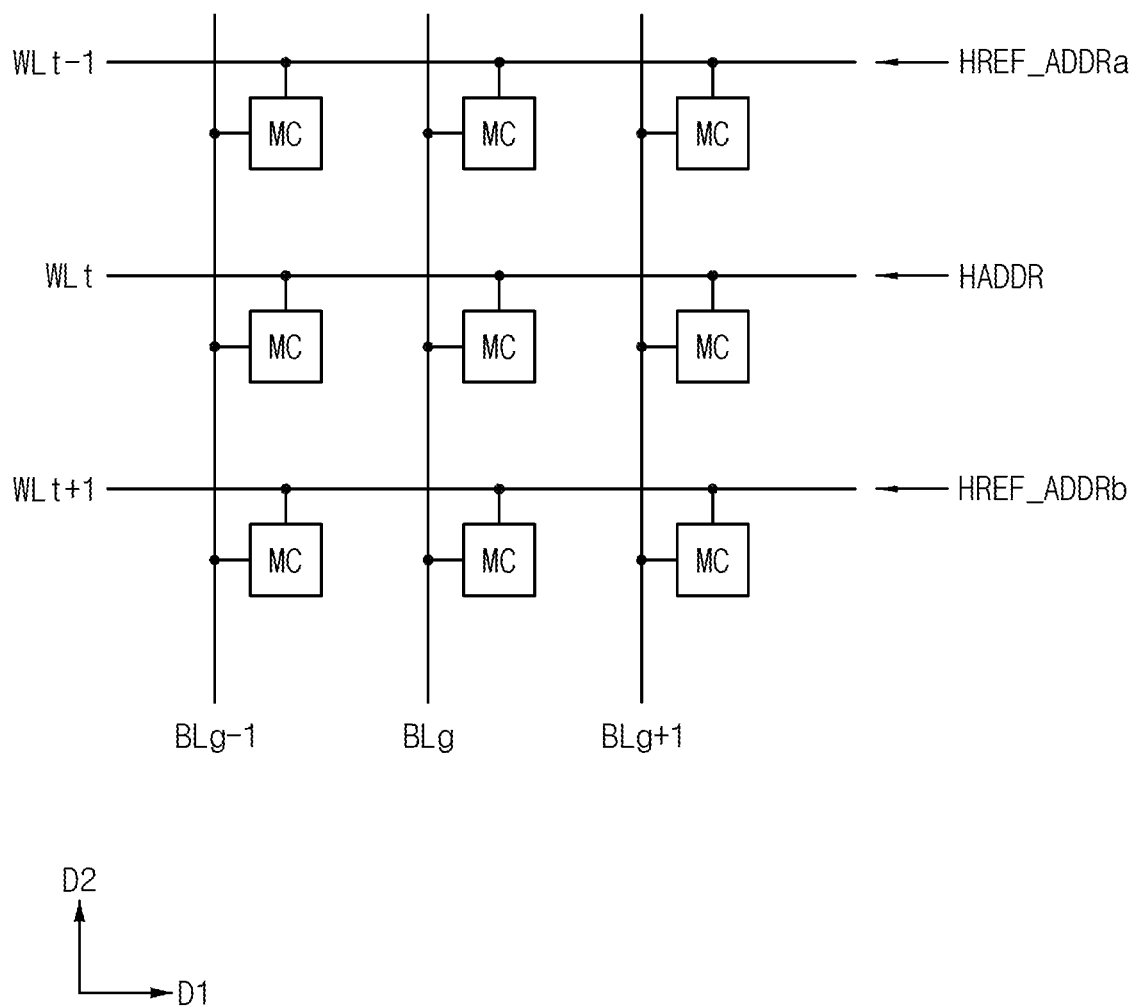 WLt-1 HREF_ADDRa
MC MC MC
WLt HADDR
MC MC MC
WLt+1 HREF_ADDRb
MC MC MC
BLg-1 BLg BLg+1
D2
D1